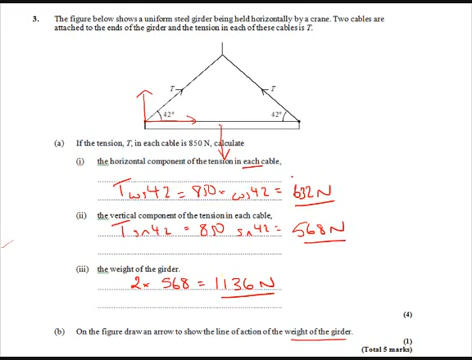 3. The figure below shows a uniform steel girder being held horizontally by a crane. Two cables are
attached to the ends of the girder and the tension in each of these cables is T.
T T
42° 42°
(a) If the tension, T, in each cable is 850 N, calculate
(i) the horizontal component of the tension in each cable,
T cos 42 = 850 × cos 42 = 632 N
(ii) the vertical component of the tension in each cable,
T sin 42 = 850 sin 42 = 568 N
(iii) the weight of the girder.
2 × 568 = 1136 N
(4)
(b) On the figure draw an arrow to show the line of action of the weight of the girder.
(1)
(Total 5 marks)